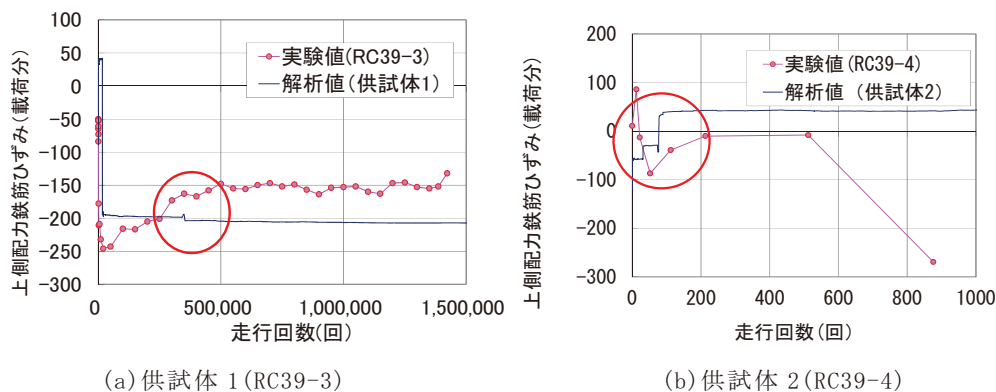 上側配力鉄筋ひずみ(載荷分)
100
50
0
-50
-100
-150
-200
-250
-300
実験値(RC39-3)
解析値(供試体1)
0
500,000
1,000,000
1,500,000
走行回数(回)
(a)供試体 1(RC39-3)
上側配力鉄筋ひずみ(載荷分)
200
100
0
-100
-200
-300
実験値(RC39-4)
解析値 (供試体2)
0
200
400
600
800
1000
走行回数(回)
(b)供試体 2(RC39-4)